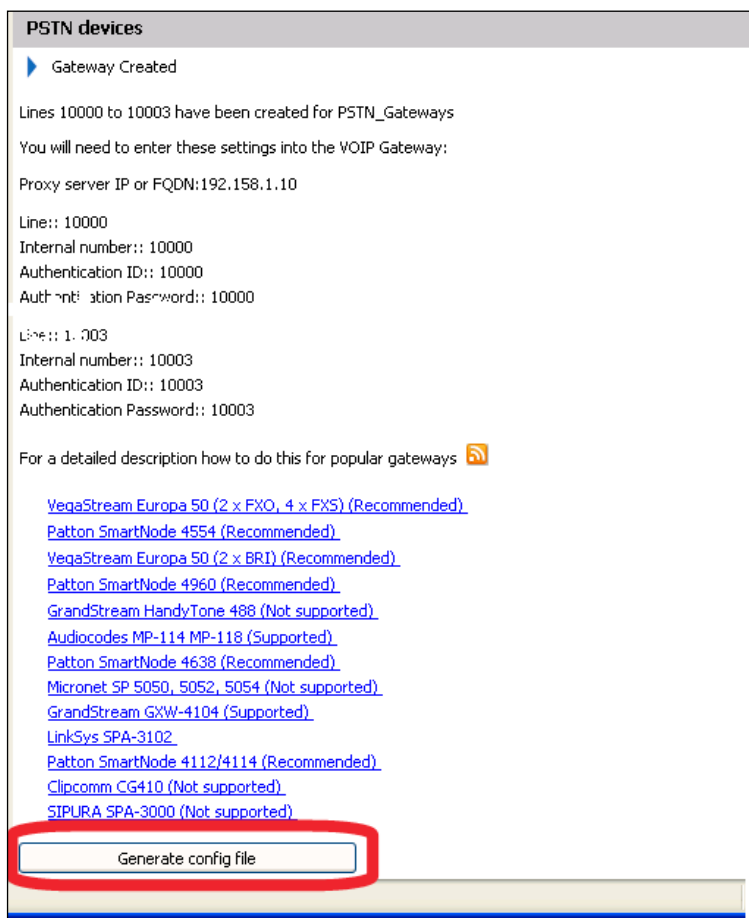 PSTN devices
Gateway Created
Lines 10000 to 10003 have been created for PSTN_Gateways
You will need to enter these settings into the VOIP Gateway:
Proxy server IP or FQDN:192.158.1.10
Line:: 10000
Internal number:: 10000
Authentication ID:: 10000
Authentication Password:: 10000
Line::
Internal number:: 10003
Authentication ID:: 10003
Authentication Password:: 10003
For a detailed description how to do this for popular gateways
VegaStream Europa 50 (2 x FXO, 4 x FXS) (Recommended)
Patton SmartNode 4554 (Recommended)
VegaStream Europa 50 (2 x BRI) (Recommended)
Patton SmartNode 4960 (Recommended)
GrandStream HandyTone 488 (Not supported)
Audiocodes MP-114 MP-118 (Supported)
Patton SmartNode 4638 (Recommended)
Micronet SP 5050, 5052, 5054 (Not supported)
GrandStream GXW-4104 (Supported)
LinkSys SPA-3102
Patton SmartNode 4112/4114 (Recommended)
Clipcomm CG410 (Not supported)
SIPURA SPA-3000 (Not supported)
Generate config file